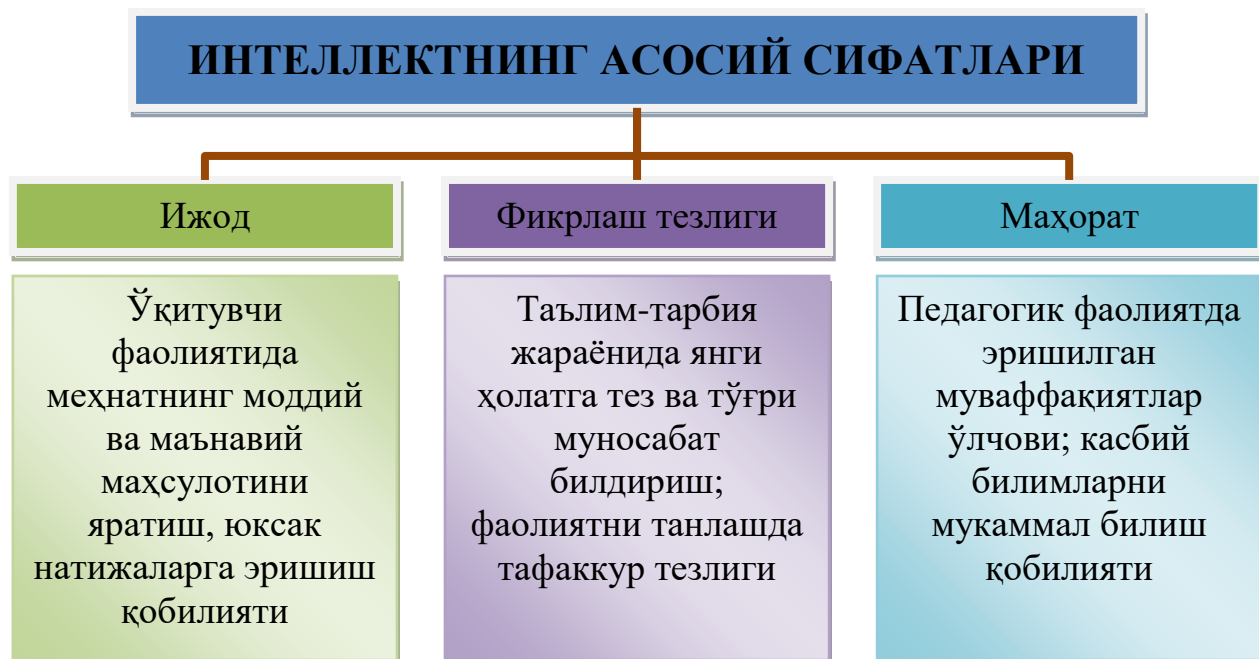 ИНТЕЛЛЕКТНИНГ АСОСИЙ СИФАТЛАРИ
Ижод
Ўқитувчи
фаолиятида
меҳнатнинг моддий
ва маънавий
маҳсулотини
яратиш, юксак
натижаларга эришиш
қобилияти
Фикрлаш тезлиги
Таълим-тарбия
жараёнида янги
ҳолатга тез ва тўғри
муносабат
билдириш;
фаолиятни танлашда
тафаккур тезлиги
Маҳорат
Педагогик фаолиятда
эришилган
муваффақиятлар
ўлчови; касбий
билимларни
мукаммал билиш
қобилияти